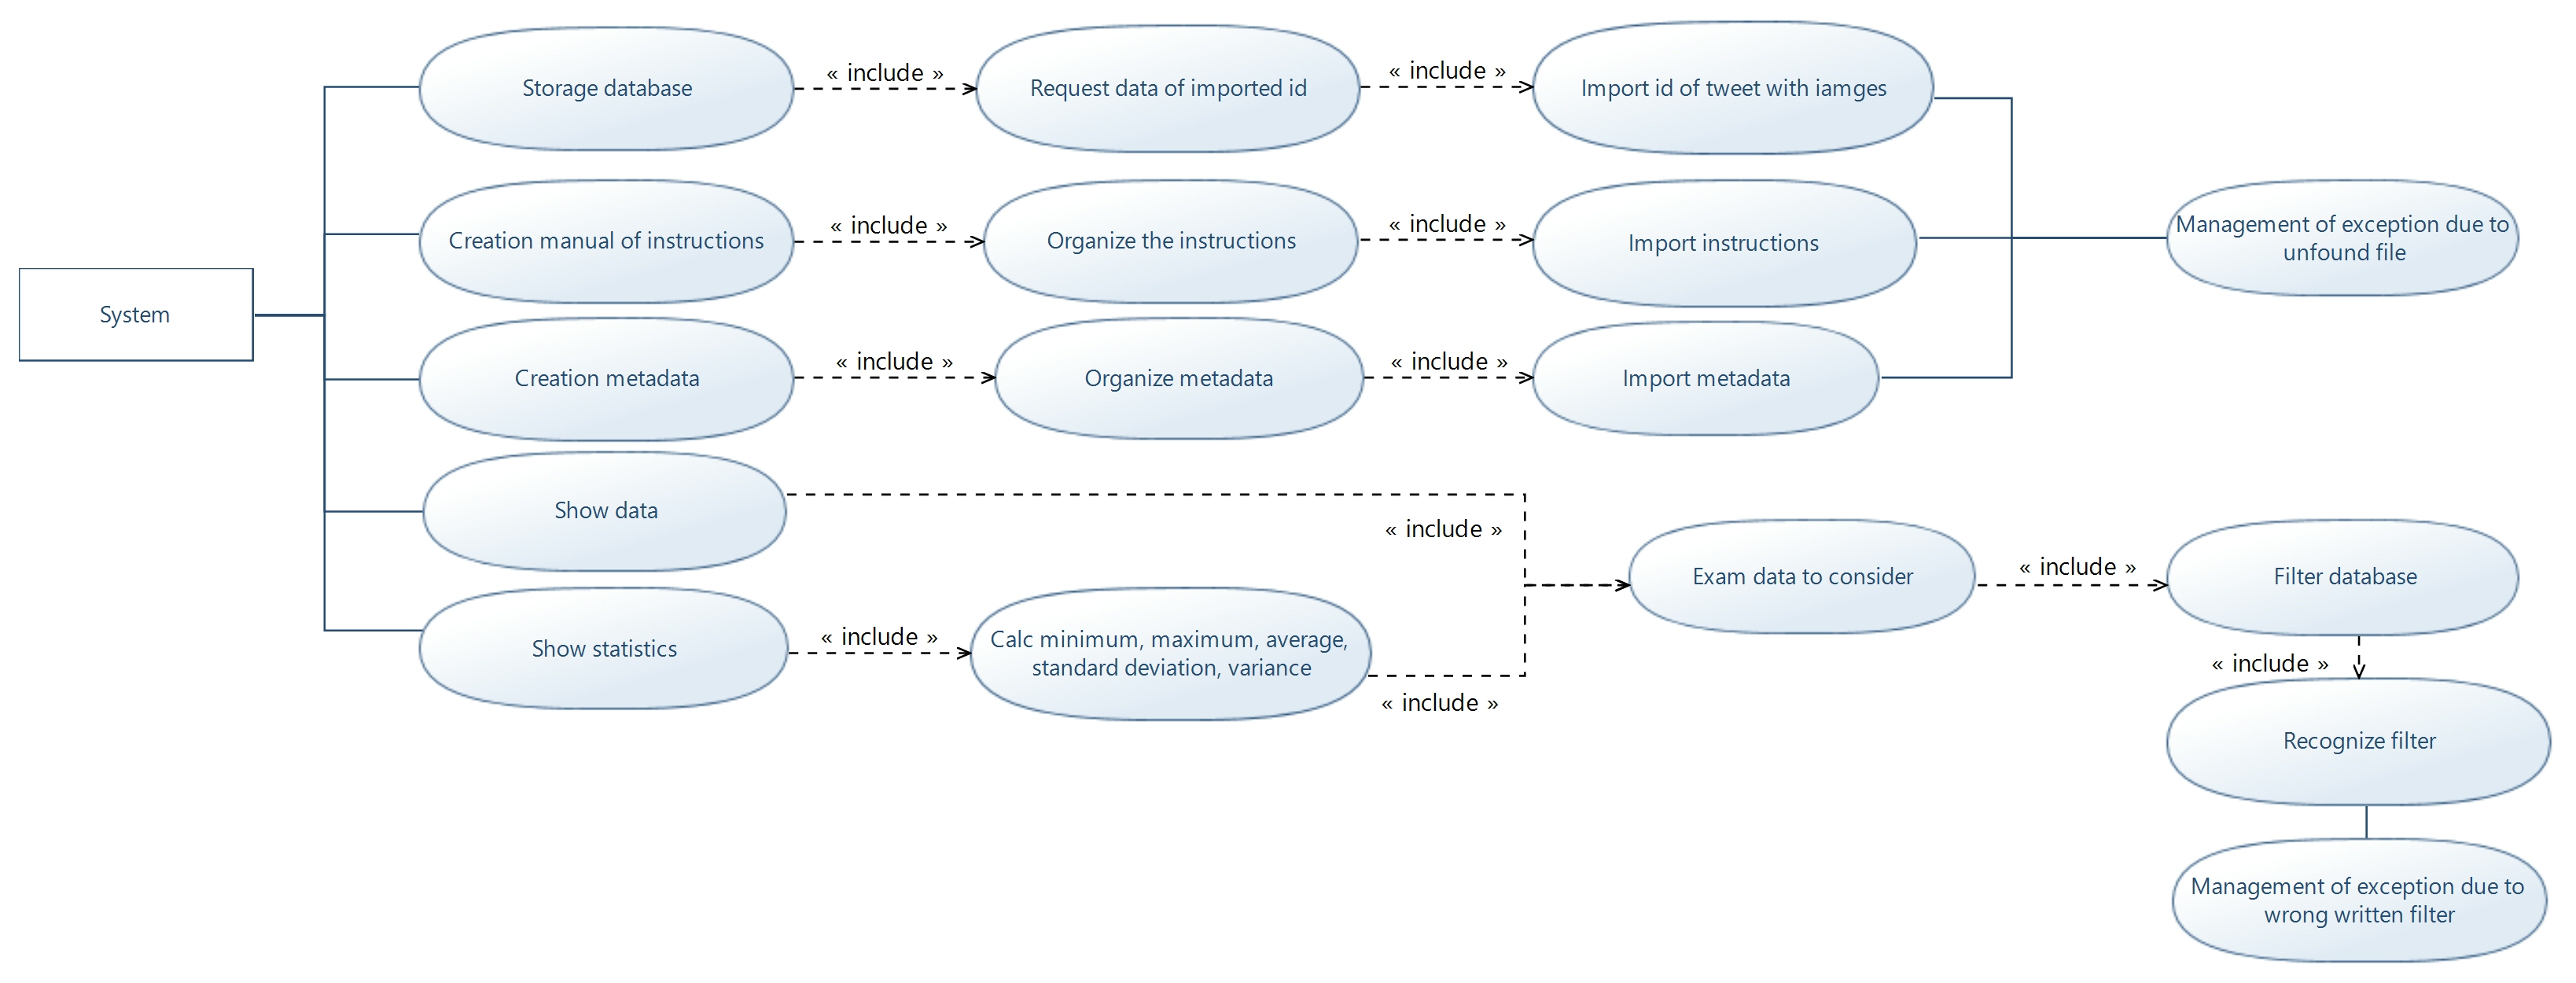 Storage database
« include »
Request data of imported id
« include »
Import id of tweet with iamges
Creation manual of instructions
« include »
Organize the instructions
« include »
Import instructions
Management of exception due to
unfound file
System
Creation metadata
« include »
Organize metadata
« include »
Import metadata
Show data
« include »
Exam data to consider
« include »
Filter database
Show statistics
« include »
Calc minimum, maximum, average,
standard deviation, variance
« include »
« include »
Recognize filter
Management of exception due to
wrong written filter